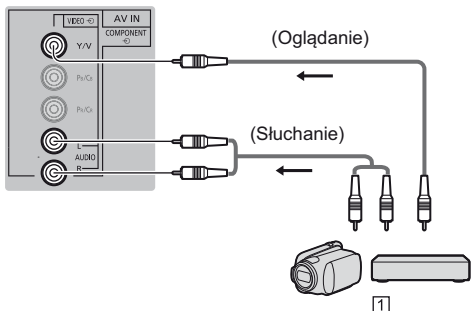 VIDEO
AV IN
COMPONENT
Y/V
PB/CB
PR/CR
L
AUDIO
R
(Oglądanie)
(Słuchanie)
1